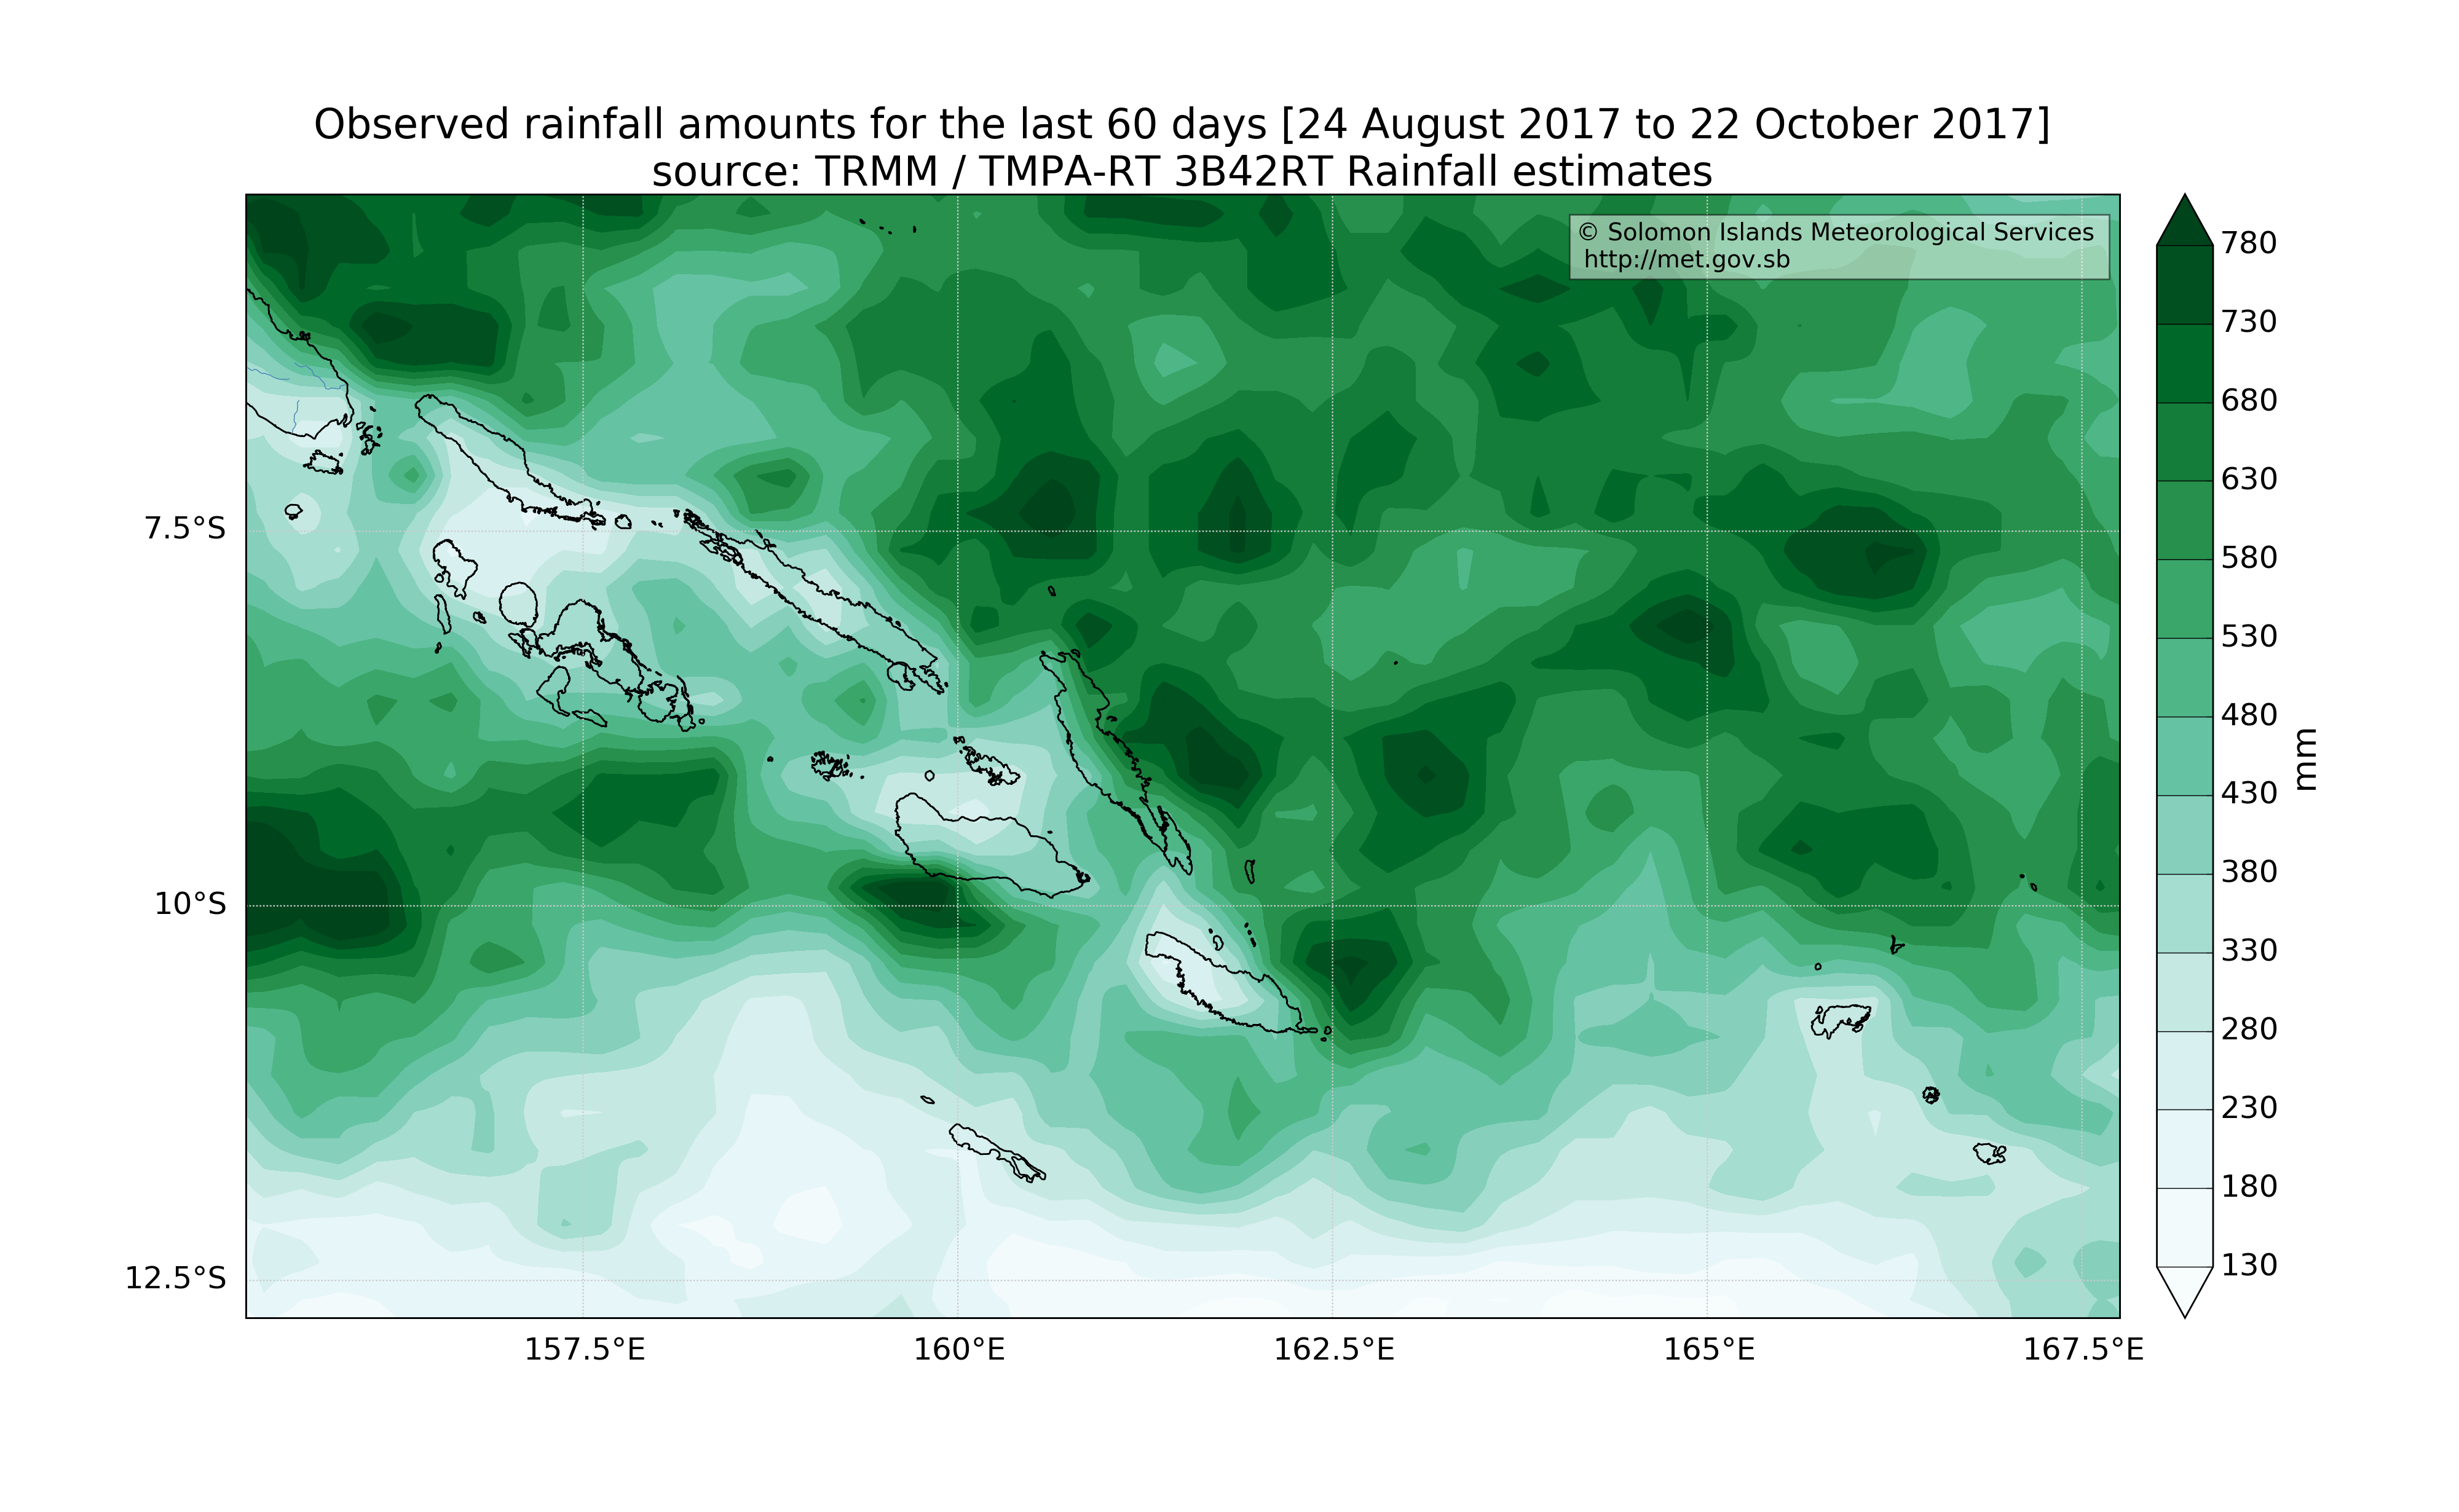 Observed rainfall amounts for the last 60 days [24 August 2017 to 22 October 2017]
source: TRMM / TMPA-RT 3B42RT Rainfall estimates
© Solomon Islands Meteorological Services
http://met.gov.sb
7.5°S
10°S
12.5°S
157.5°E
160°E
162.5°E
165°E
167.5°E
780
730
680
630
580
530
480
430
380
330
280
230
180
130
mm